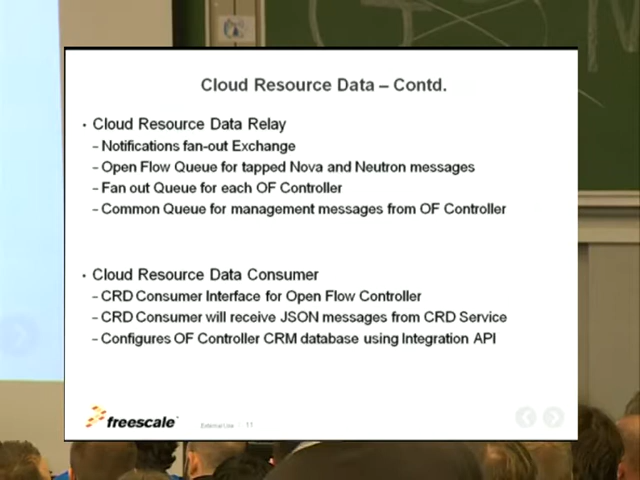 Cloud Resource Data – Contd.
• Cloud Resource Data Relay
– Notifications fan-out Exchange
– Open Flow Queue for tapped Nova and Neutron messages
– Fan out Queue for each OF Controller
– Common Queue for management messages from OF Controller
• Cloud Resource Data Consumer
– CRD Consumer Interface for Open Flow Controller
– CRD Consumer will receive JSON messages from CRD Service
– Configures OF Controller CRM database using Integration API
freescale
External Use | 11